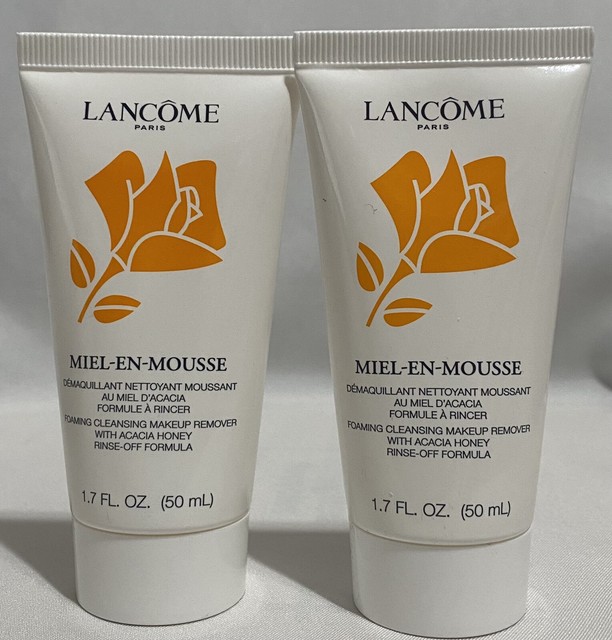 LANCÔME
PARIS
MIEL-EN-MOUSSE
DÉMAQUILLANT NETTOYANT MOUSSANT
AU MIEL D'ACACIA
FORMULE À RINCER
FOAMING CLEANSING MAKEUP REMOVER
WITH ACACIA HONEY
RINSE-OFF FORMULA
1.7 FL. OZ. (50 mL)
LANCÔME
PARIS
MIEL-EN-MOUSSE
DÉMAQUILLANT NETTOYANT MOUSSANT
AU MIEL D'ACACIA
FORMULE À RINCER
FOAMING CLEANSING MAKEUP REMOVER
WITH ACACIA HONEY
RINSE-OFF FORMULA
1.7 FL. OZ. (50 mL)